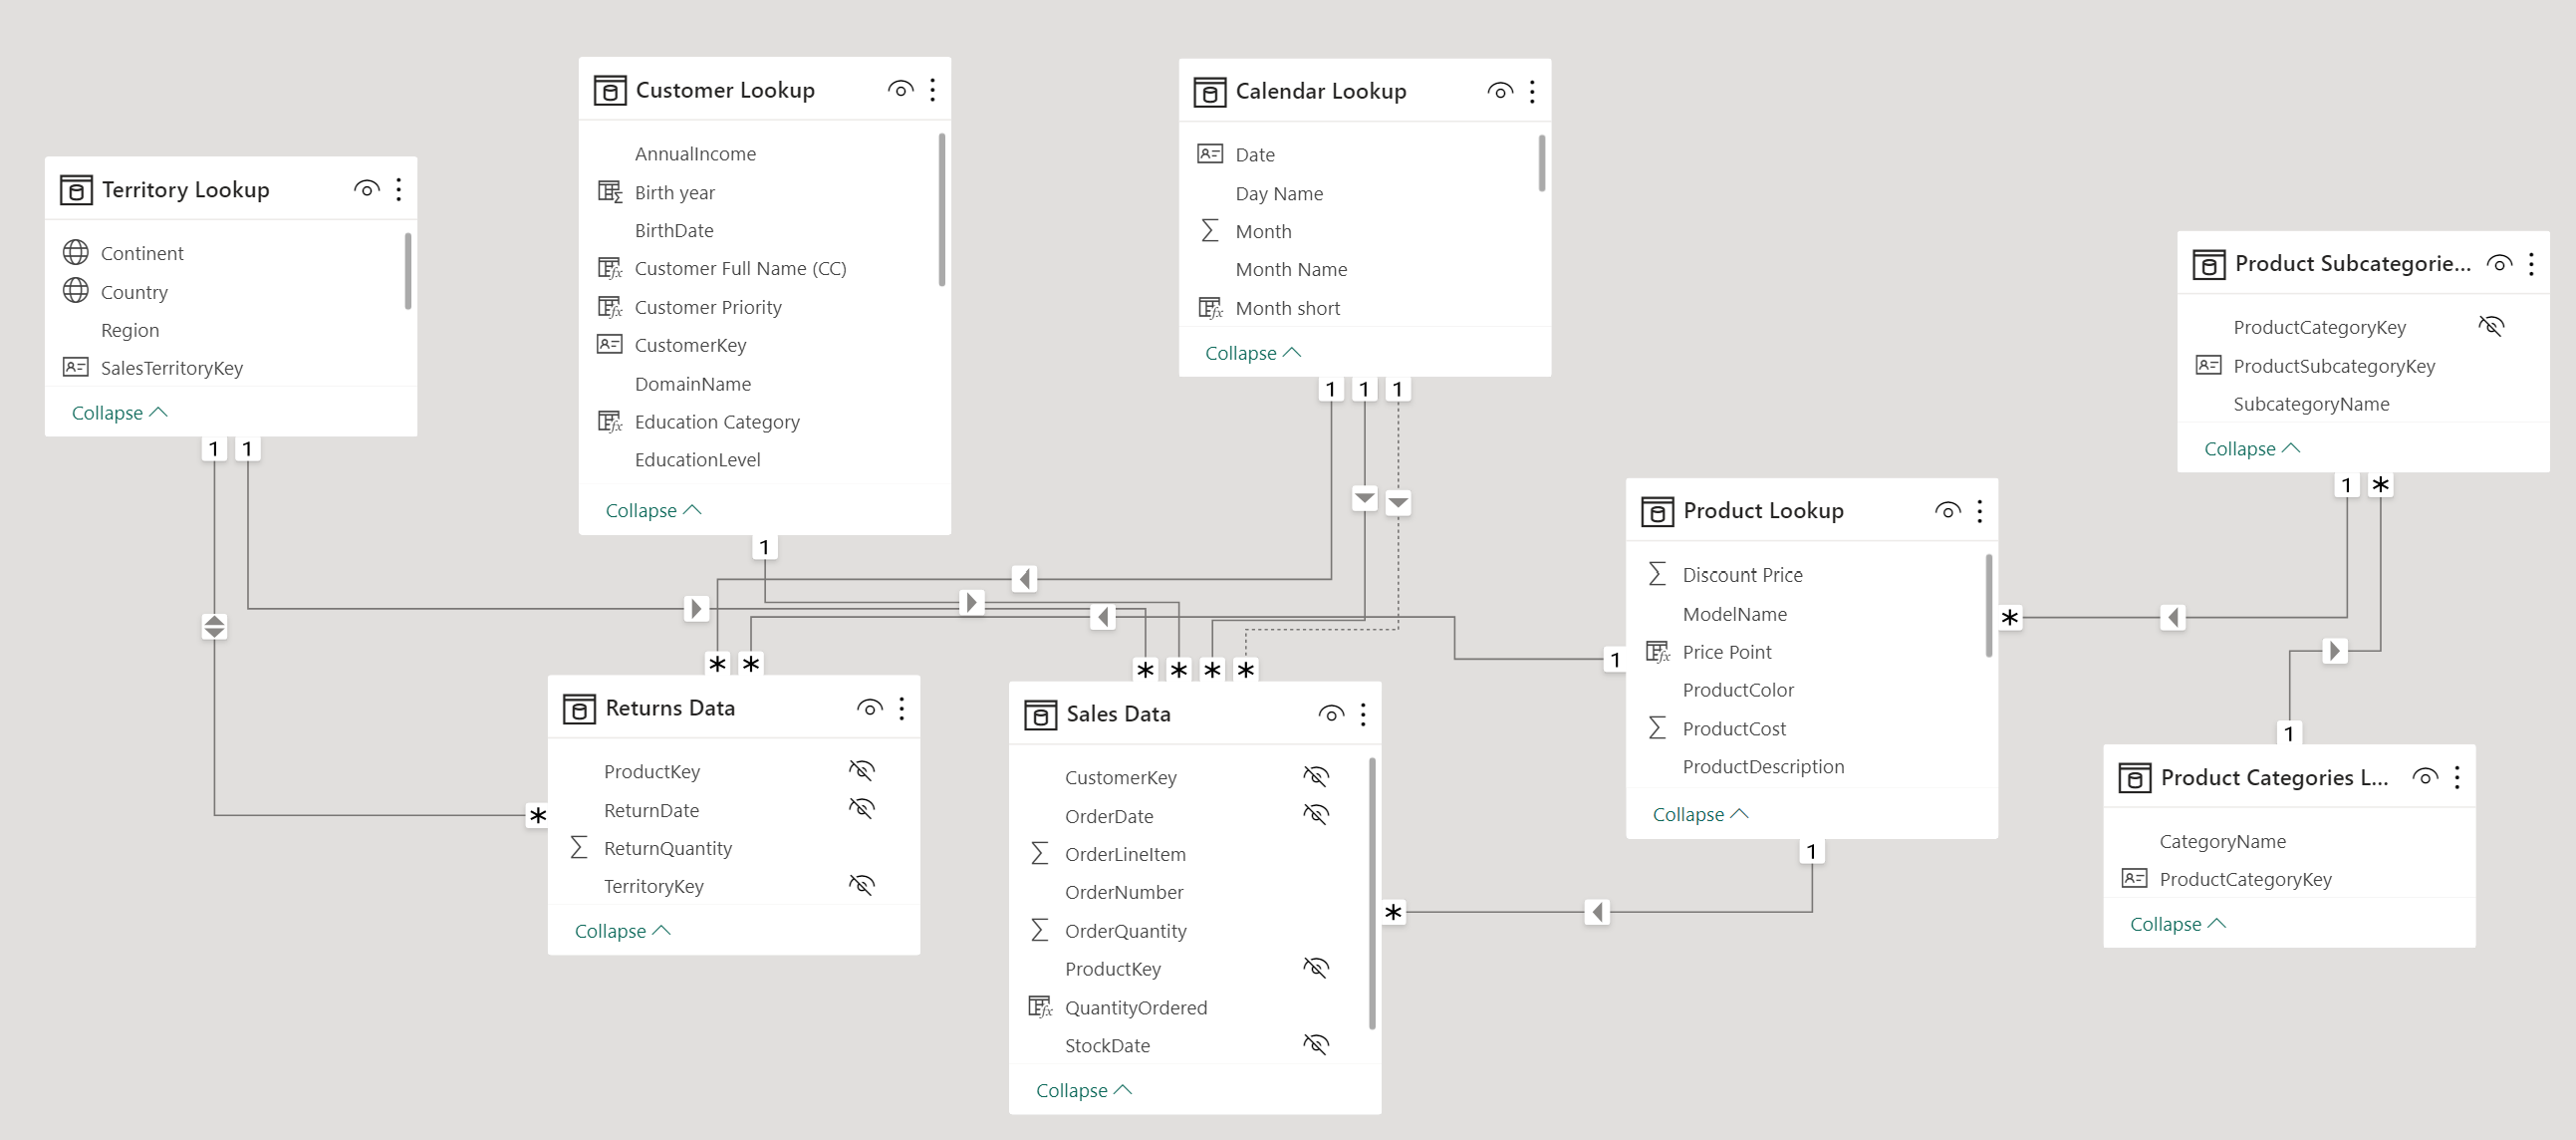 Customer Lookup
AnnualIncome
Birth year
BirthDate
Customer Full Name (CC)
Customer Priority
CustomerKey
DomainName
Education Category
EducationLevel
Collapse
1
Calendar Lookup
Date
Day Name
Month
Month Name
Month short
Collapse
1 1 1
Territory Lookup
Continent
Country
Region
SalesTerritoryKey
Collapse
1 1
Product Subcategorie...
ProductCategoryKey
ProductSubcategoryKey
SubcategoryName
Collapse
1 *
Product Lookup
Discount Price
ModelName
Price Point
ProductColor
ProductCost
ProductDescription
Collapse
*
1
1
* *
Returns Data
ProductKey
ReturnDate
ReturnQuantity
TerritoryKey
Collapse
*
* * * *
Sales Data
CustomerKey
OrderDate
OrderLineItem
OrderNumber
OrderQuantity
ProductKey
QuantityOrdered
StockDate
Collapse
*
1
Product Categories L...
CategoryName
ProductCategoryKey
Collapse